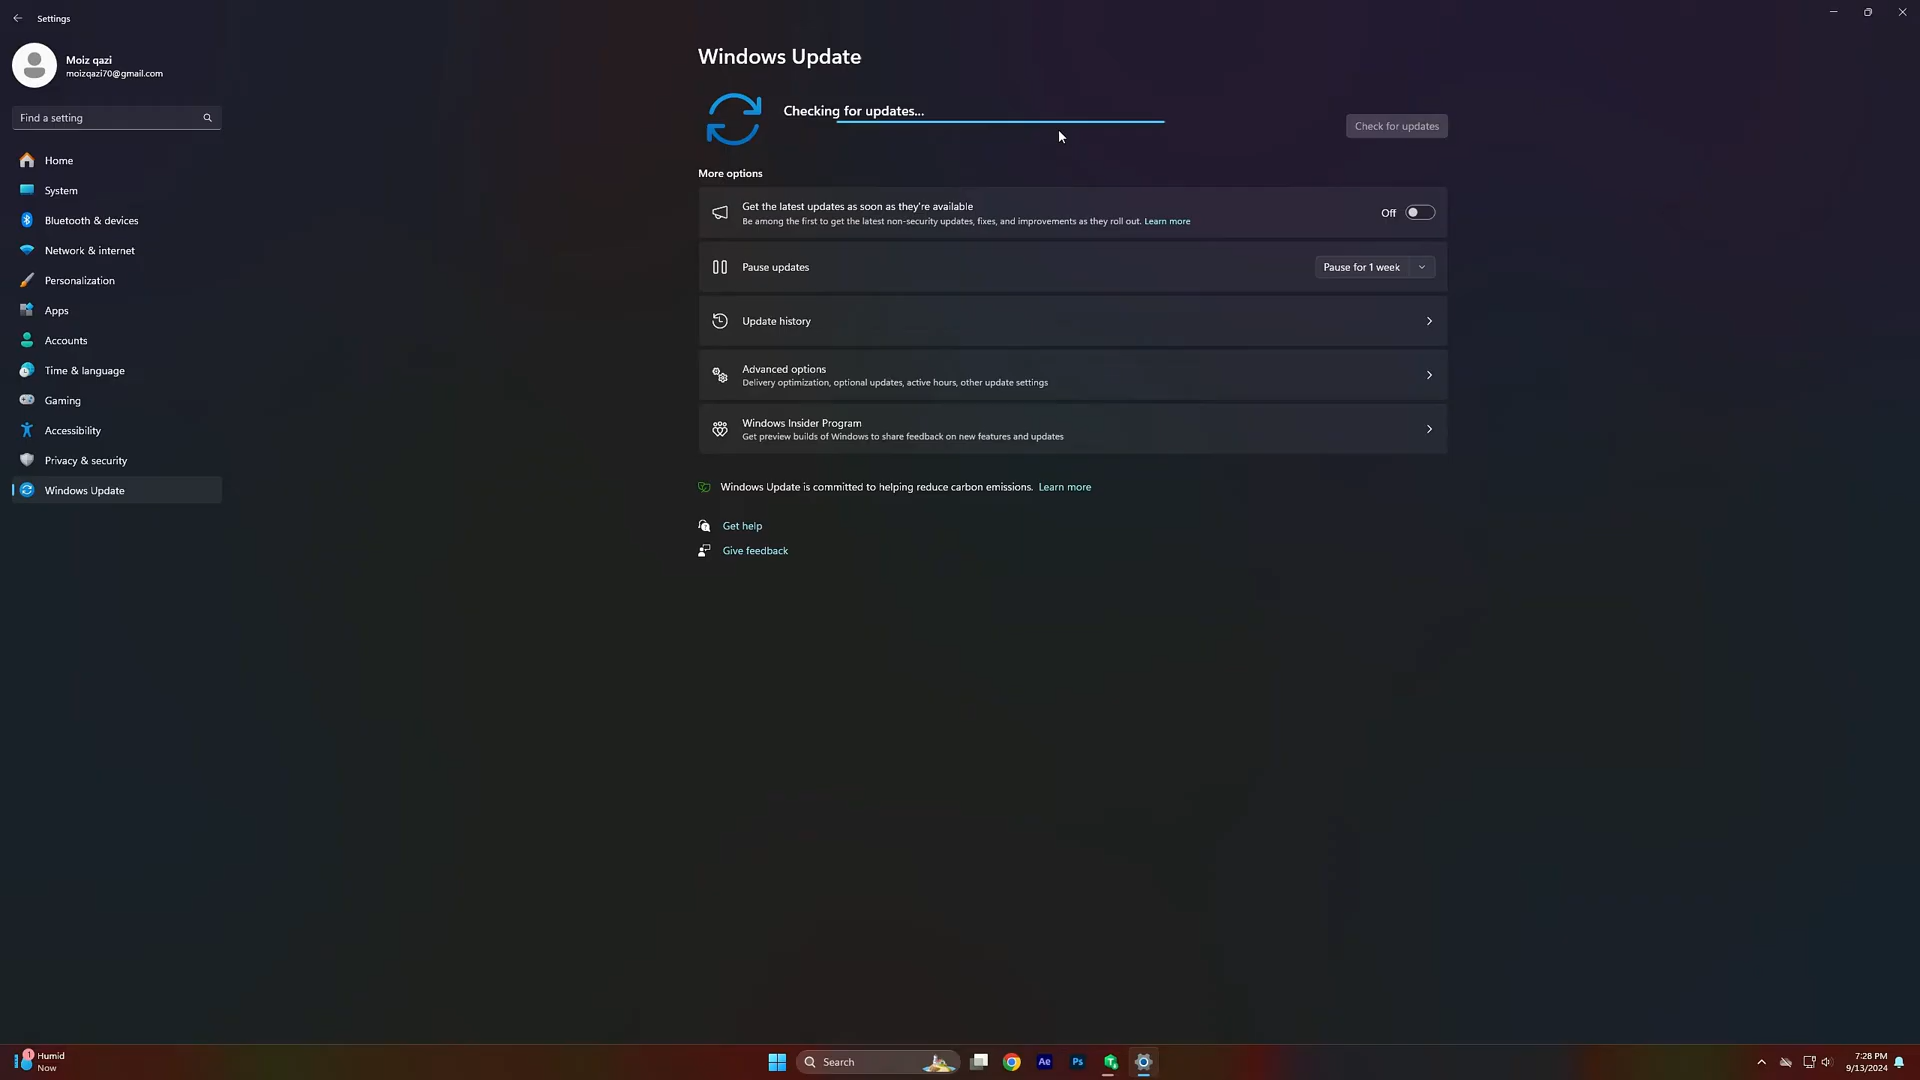 Settings
Moiz qazi
moizqazi70@gmail.com
Find a setting
Home
System
Bluetooth & devices
Network & internet
Personalization
Apps
Accounts
Time & language
Gaming
Accessibility
Privacy & security
Windows Update
Windows Update
Checking for updates...
Check for updates
More options
Get the latest updates as soon as they're available
Be among the first to get the latest non-security updates, fixes, and improvements as they roll out. Learn more
Off
Pause updates
Pause for 1 week
Update history
Advanced options
Delivery optimization, optional updates, active hours, other update settings
Windows Insider Program
Get preview builds of Windows to share feedback on new features and updates
Windows Update is committed to helping reduce carbon emissions. Learn more
Get help
Give feedback
1
Humid
Now
Search
Ae
Ps
7:28 PM
9/13/2024